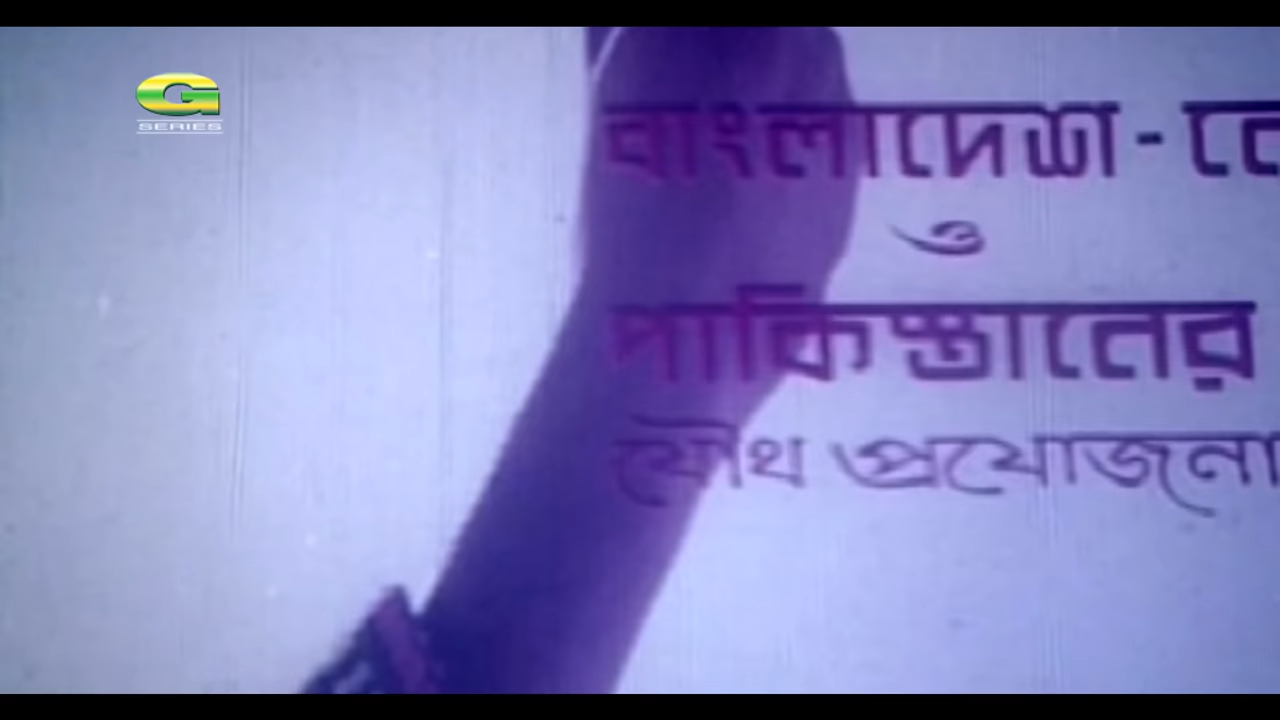 G
SERIES
বাংলাদেশ -
ও
পাকিস্তানের
যৌথ প্রযোজনা